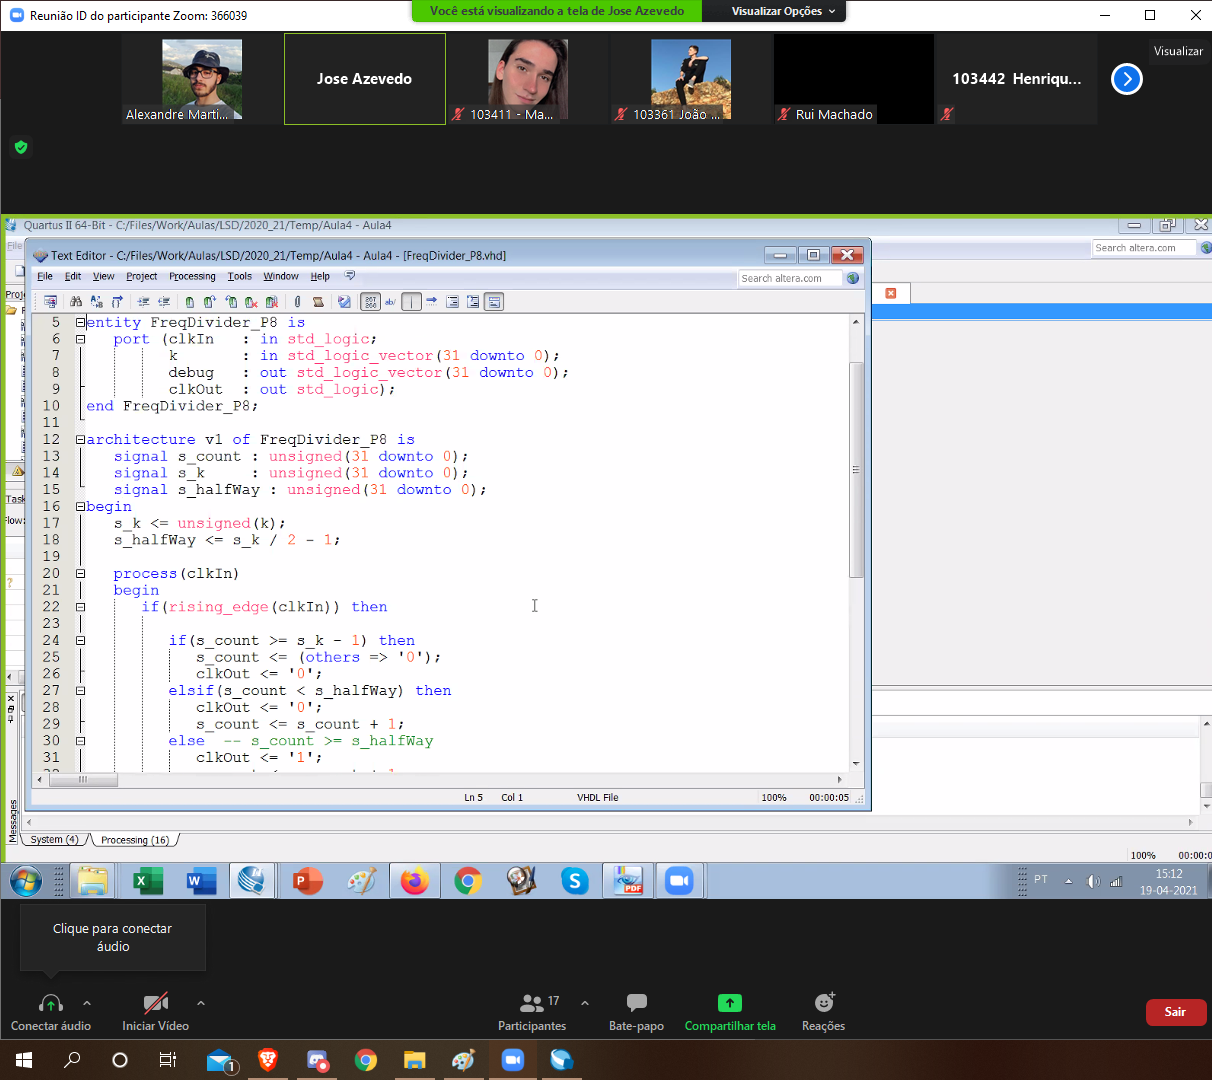 Reunião ID do participante Zoom: 366039
Você está visualizando a tela de Jose Azevedo
Visualizar Opções
Visualizar
Jose Azevedo
Alexandre Marti...
103411 - Ma...
103361 João ...
Rui Machado
103442 Henriqu...
Quartus II 64-Bit - C:/Files/Work/Aulas/LSD/2020_21/Temp/Aula4 - Aula4
File
Search altera.com
Text Editor - C:/Files/Work/Aulas/LSD/2020_21/Temp/Aula4 - Aula4 - [FreqDivider_P8.vhd]
File Edit View Project Processing Tools Window Help
Search altera.com
Proj
5 entity FreqDivider_P8 is
6 port (clkIn : in std_logic;
7 k : in std_logic_vector(31 downto 0);
8 debug : out std_logic_vector(31 downto 0);
9 clkOut : out std_logic);
10 end FreqDivider_P8;
11
12 architecture v1 of FreqDivider_P8 is
13 signal s_count : unsigned(31 downto 0);
14 signal s_k : unsigned(31 downto 0);
15 signal s_halfWay : unsigned(31 downto 0);
16 begin
17 s_k <= unsigned(k);
18 s_halfWay <= s_k / 2 - 1;
19
20 process(clkIn)
21 begin
22 if(rising_edge(clkIn)) then
23
24 if(s_count >= s_k - 1) then
25 s_count <= (others => '0');
26 clkOut <= '0';
27 elsif(s_count < s_halfWay) then
28 clkOut <= '0';
29 s_count <= s_count + 1;
30 else -- s_count >= s_halfWay
31 clkOut <= '1';
Task
Flow:
Ln 5 Col 1 VHDL File 100% 00:00:05
Messages
System (4) Processing (16)
100% 00:00:0
PT
15:12
19-04-2021
Clique para conectar
áudio
Conectar áudio
Iniciar Vídeo
17
Participantes
Bate-papo
Compartilhar tela
Reações
Sair
1